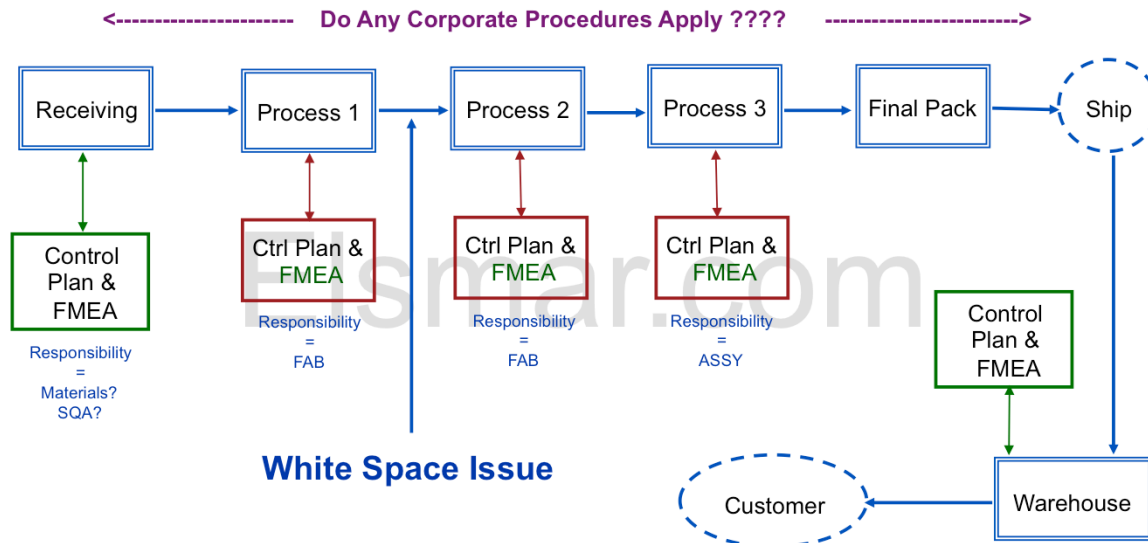 <----------------------- Do Any Corporate Procedures Apply ???? ----------------------->
Receiving
Process 1
Process 2
Process 3
Final Pack
Ship
Control
Plan &
FMEA
Ctrl Plan &
FMEA
Ctrl Plan &
FMEA
Ctrl Plan &
FMEA
Elsmar.com
Responsibility
=
Materials?
SQA?
Responsibility
=
FAB
Responsibility
=
FAB
Responsibility
=
ASSY
Control
Plan &
FMEA
White Space Issue
Customer
Warehouse